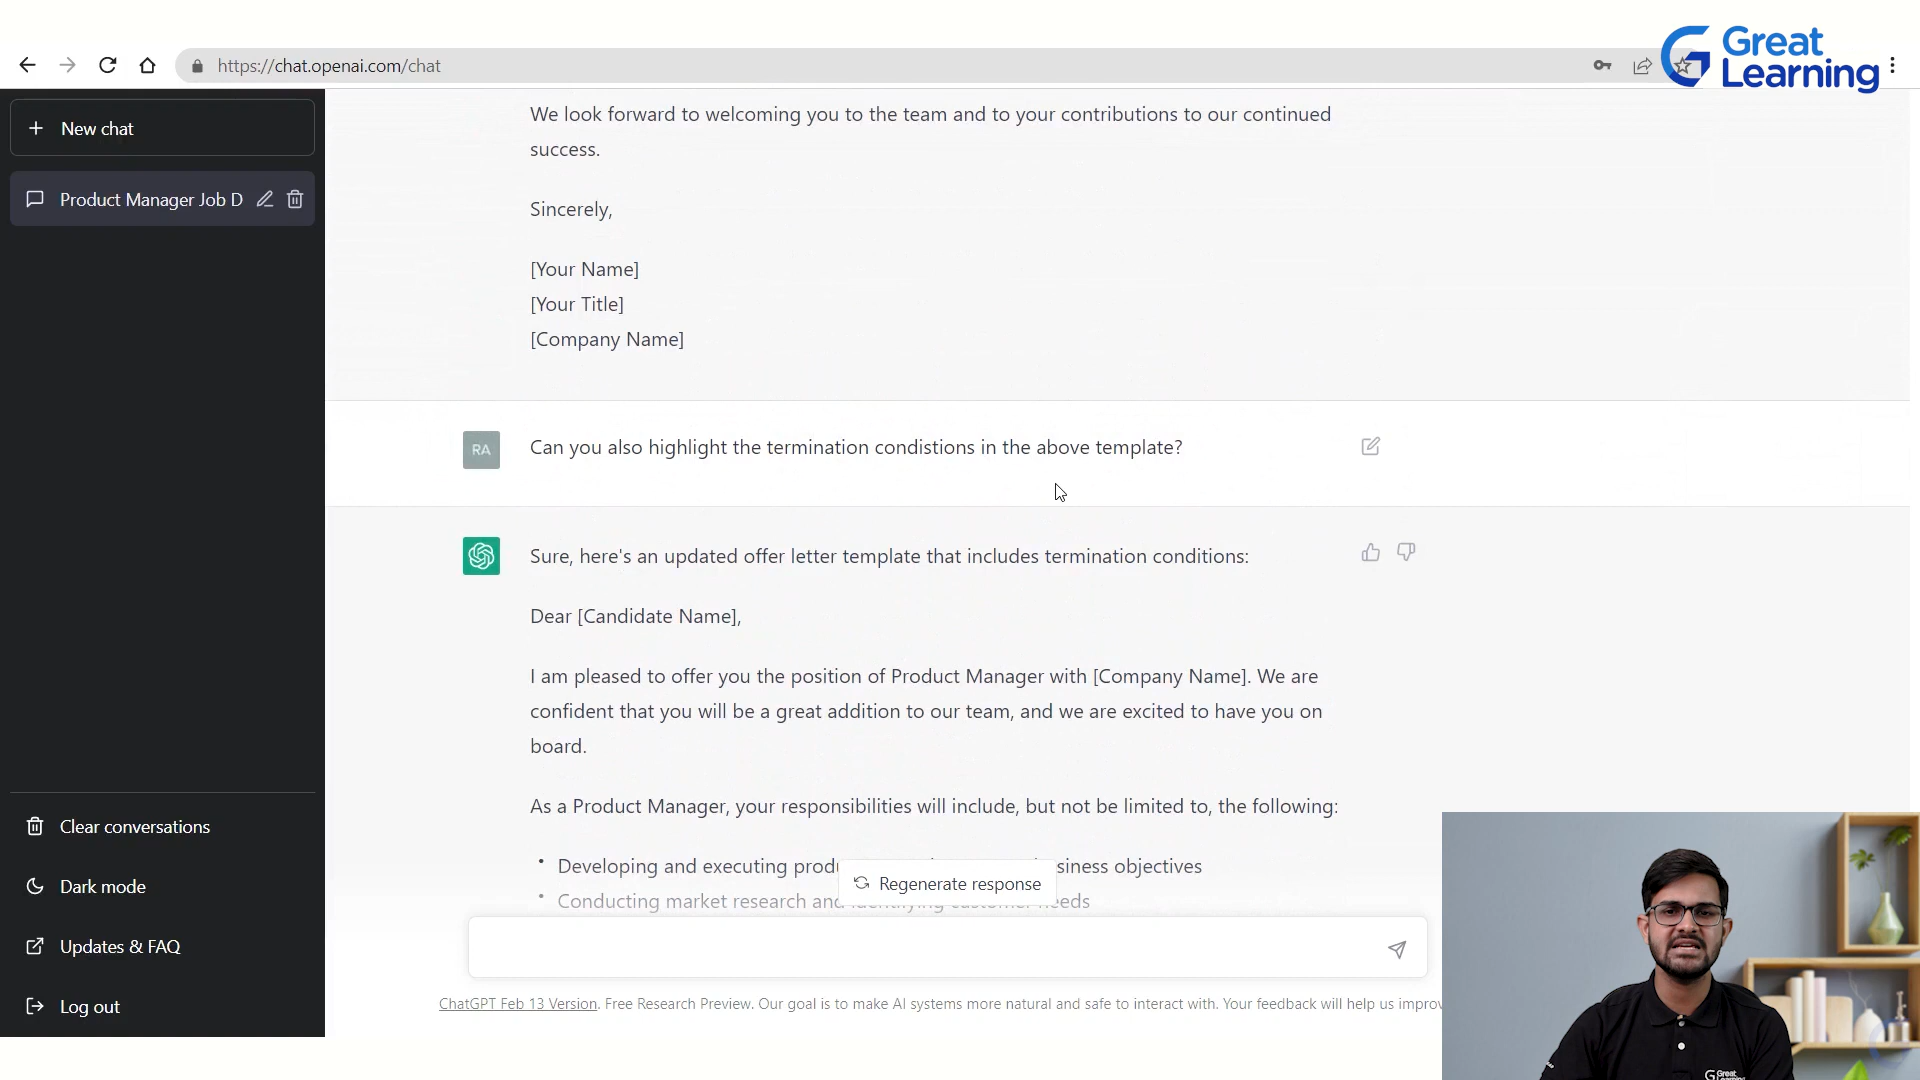 Great
Learning
https://chat.openai.com/chat
New chat
Product Manager Job D
We look forward to welcoming you to the team and to your contributions to our continued
success.
Sincerely,
[Your Name]
[Your Title]
[Company Name]
RA
Can you also highlight the termination condistions in the above template?
Sure, here's an updated offer letter template that includes termination conditions:
Dear [Candidate Name],
I am pleased to offer you the position of Product Manager with [Company Name]. We are
confident that you will be a great addition to our team, and we are excited to have you on
board.
As a Product Manager, your responsibilities will include, but not be limited to, the following:
• Developing and executing objectives
• Conducting market research and identifying customer needs
Regenerate response
Clear conversations
Dark mode
Updates & FAQ
Log out
ChatGPT Feb 13 Version. Free Research Preview. Our goal is to make AI systems more natural and safe to interact with. Your feedback will help us
Great
Learning